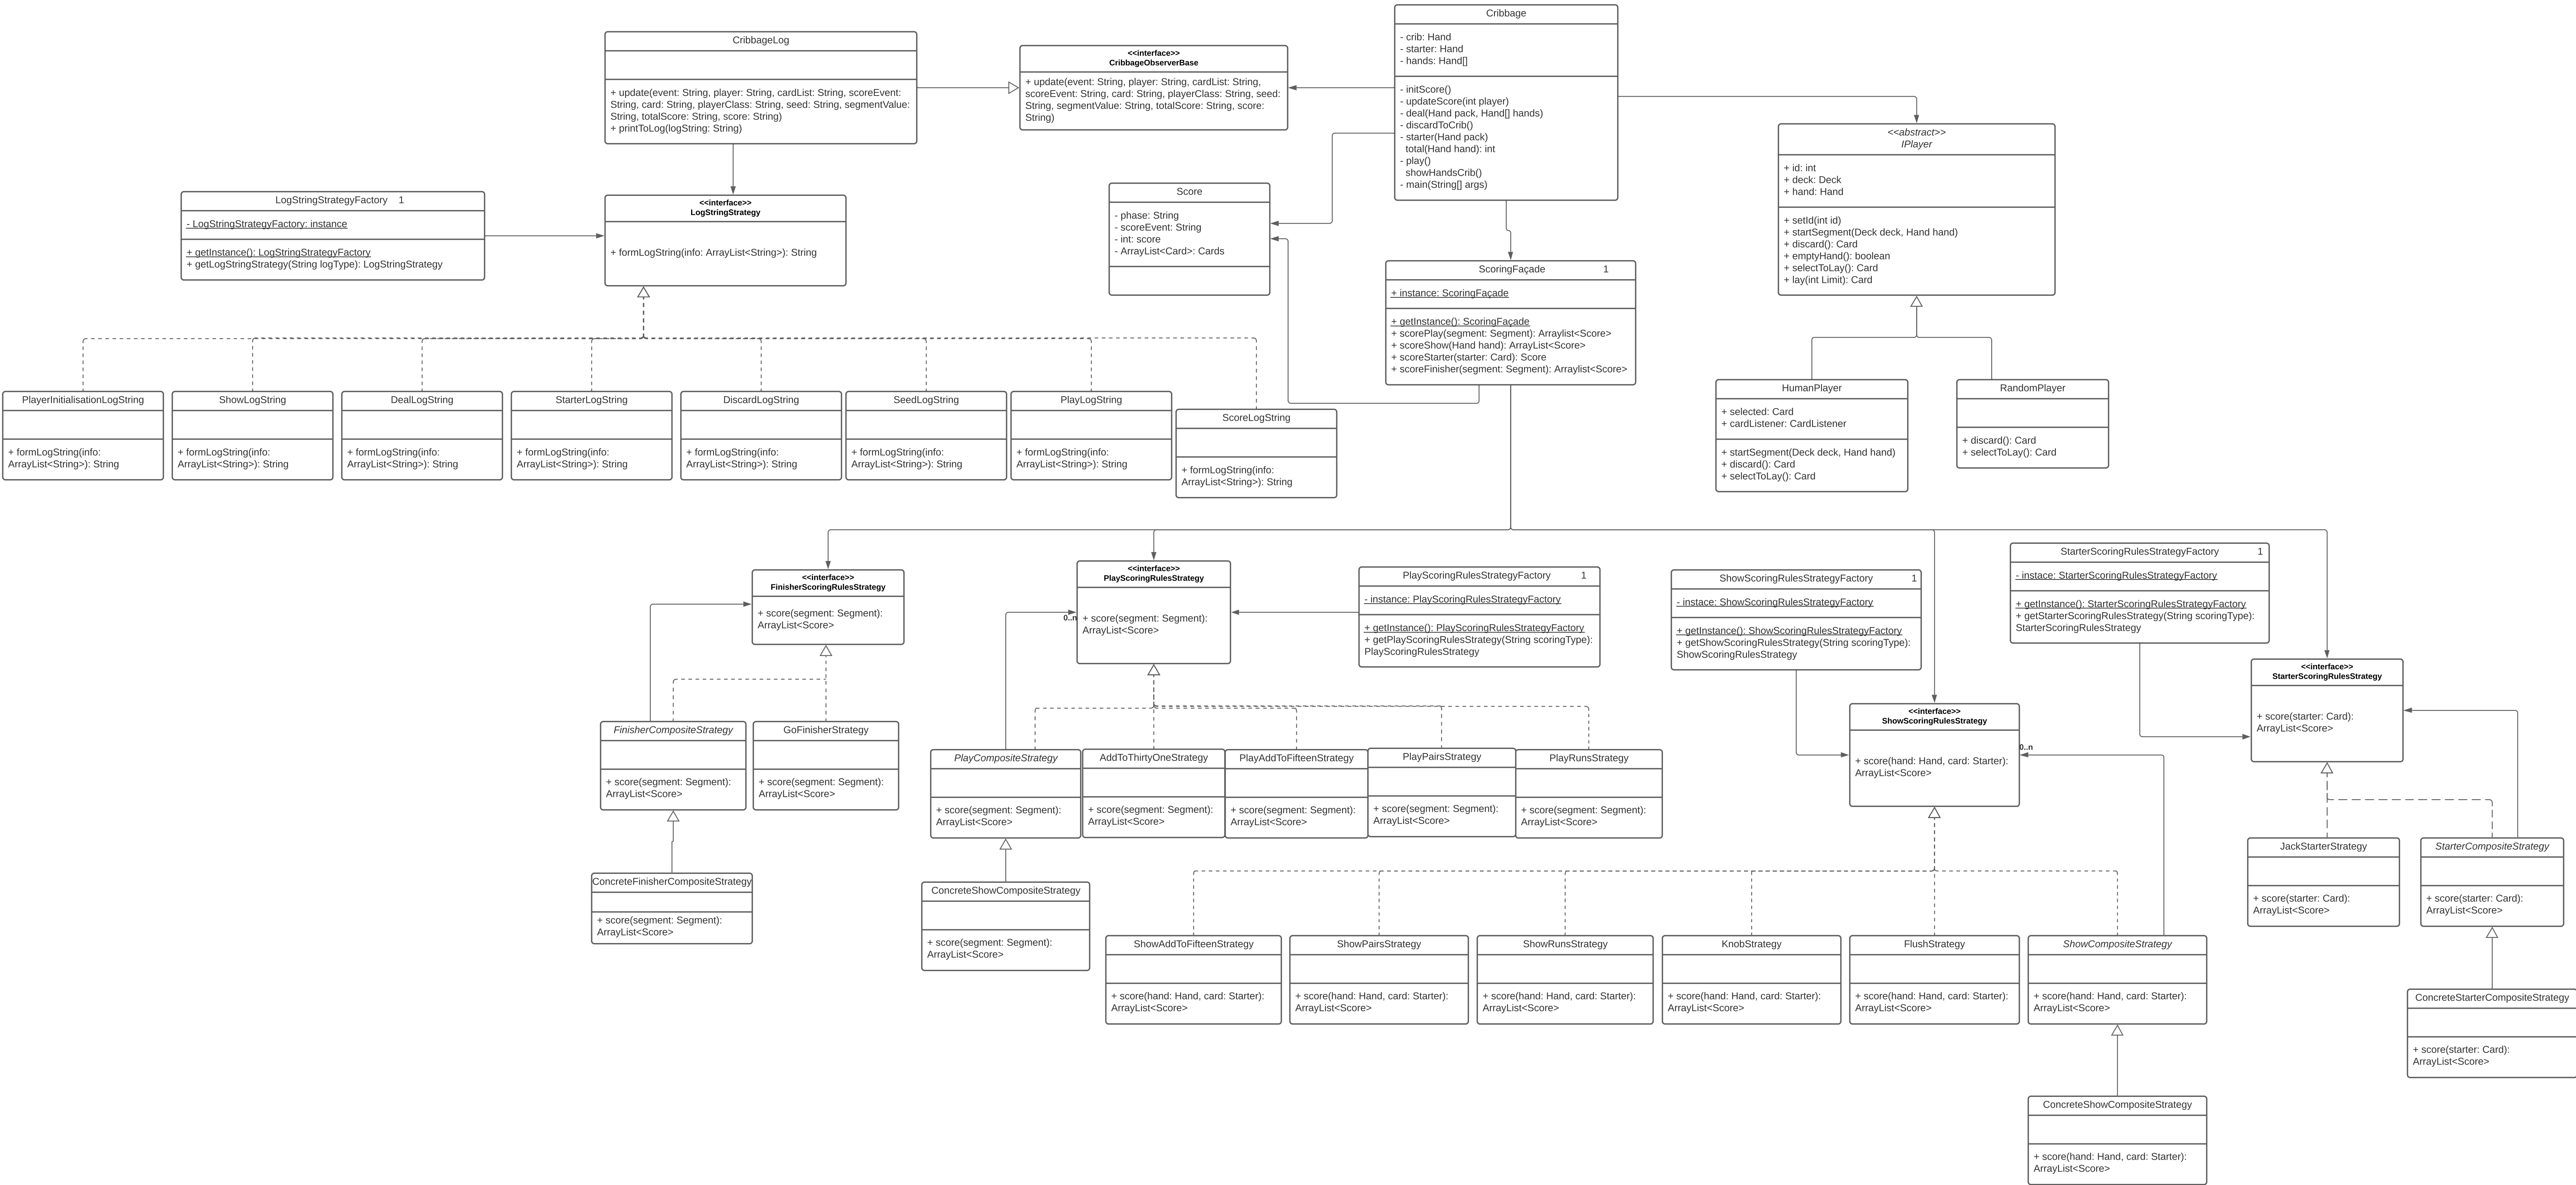 Cribbage
- crib: Hand
- starter: Hand
- hands: Hand[]
- initScore()
- updateScore(int player)
- deal(Hand pack, Hand[] hands)
- discardToCrib()
- starter(Hand pack)
total(Hand hand): int
- play()
showHandsCrib()
- main(String[] args)
CribbageLog
+ update(event: String, player: String, cardList: String, scoreEvent:
String, card: String, playerClass: String, seed: String, segmentValue:
String, totalScore: String, score: String)
+ printToLog(logString: String)
<<interface>>
CribbageObserverBase
+ update(event: String, player: String, cardList: String,
scoreEvent: String, card: String, playerClass: String, seed:
String, segmentValue: String, totalScore: String, score:
String)
<<abstract>>
IPlayer
+ id: int
+ deck: Deck
+ hand: Hand
+ setId(int id)
+ startSegment(Deck deck, Hand hand)
+ discard(): Card
+ emptyHand(): boolean
+ selectToLay(): Card
+ lay(int Limit): Card
LogStringStrategyFactory 1
- LogStringStrategyFactory: instance
+ getInstance(): LogStringStrategyFactory
+ getLogStringStrategy(String logType): LogStringStrategy
<<interface>>
LogStringStrategy
+ formLogString(info: ArrayList<String>): String
Score
- phase: String
- scoreEvent: String
- int: score
- ArrayList<Card>: Cards
ScoringFaçade 1
+ instance: ScoringFaçade
+ getInstance(): ScoringFaçade
+ scorePlay(segment: Segment): Arraylist<Score>
+ scoreShow(Hand hand): ArrayList<Score>
+ scoreStarter(starter: Card): Score
+ scoreFinisher(segment: Segment): Arraylist<Score>
PlayerInitialisationLogString
+ formLogString(info:
ArrayList<String>): String
ShowLogString
+ formLogString(info:
ArrayList<String>): String
DealLogString
+ formLogString(info:
ArrayList<String>): String
StarterLogString
+ formLogString(info:
ArrayList<String>): String
DiscardLogString
+ formLogString(info:
ArrayList<String>): String
SeedLogString
+ formLogString(info:
ArrayList<String>): String
PlayLogString
+ formLogString(info:
ArrayList<String>): String
ScoreLogString
+ formLogString(info:
ArrayList<String>): String
HumanPlayer
+ selected: Card
+ cardListener: CardListener
+ startSegment(Deck deck, Hand hand)
+ discard(): Card
+ selectToLay(): Card
RandomPlayer
+ discard(): Card
+ selectToLay(): Card
<<interface>>
FinisherScoringRulesStrategy
+ score(segment: Segment):
ArrayList<Score>
<<interface>>
PlayScoringRulesStrategy
0..n
+ score(segment: Segment):
ArrayList<Score>
PlayScoringRulesStrategyFactory 1
- instance: PlayScoringRulesStrategyFactory
+ getInstance(): PlayScoringRulesStrategyFactory
+ getPlayScoringRulesStrategy(String scoringType):
PlayScoringRulesStrategy
ShowScoringRulesStrategyFactory 1
- instace: ShowScoringRulesStrategyFactory
+ getInstance(): ShowScoringRulesStrategyFactory
+ getShowScoringRulesStrategy(String scoringType):
ShowScoringRulesStrategy
StarterScoringRulesStrategyFactory 1
- instace: StarterScoringRulesStrategyFactory
+ getInstance(): StarterScoringRulesStrategyFactory
+ getStarterScoringRulesStrategy(String scoringType):
StarterScoringRulesStrategy
<<interface>>
StarterScoringRulesStrategy
+ score(starter: Card):
ArrayList<Score>
<<interface>>
ShowScoringRulesStrategy
0..n
+ score(hand: Hand, card: Starter):
ArrayList<Score>
FinisherCompositeStrategy
+ score(segment: Segment):
ArrayList<Score>
GoFinisherStrategy
+ score(segment: Segment):
ArrayList<Score>
PlayCompositeStrategy
+ score(segment: Segment):
ArrayList<Score>
AddToThirtyOneStrategy
+ score(segment: Segment):
ArrayList<Score>
PlayAddToFifteenStrategy
+ score(segment: Segment):
ArrayList<Score>
PlayPairsStrategy
+ score(segment: Segment):
ArrayList<Score>
PlayRunsStrategy
+ score(segment: Segment):
ArrayList<Score>
JackStarterStrategy
+ score(starter: Card):
ArrayList<Score>
StarterCompositeStrategy
+ score(starter: Card):
ArrayList<Score>
ConcreteFinisherCompositeStrategy
+ score(segment: Segment):
ArrayList<Score>
ConcreteShowCompositeStrategy
+ score(segment: Segment):
ArrayList<Score>
ShowAddToFifteenStrategy
+ score(hand: Hand, card: Starter):
ArrayList<Score>
ShowPairsStrategy
+ score(hand: Hand, card: Starter):
ArrayList<Score>
ShowRunsStrategy
+ score(hand: Hand, card: Starter):
ArrayList<Score>
KnobStrategy
+ score(hand: Hand, card: Starter):
ArrayList<Score>
FlushStrategy
+ score(hand: Hand, card: Starter):
ArrayList<Score>
ShowCompositeStrategy
+ score(hand: Hand, card: Starter):
ArrayList<Score>
ConcreteStarterCompositeStrategy
+ score(starter: Card):
ArrayList<Score>
ConcreteShowCompositeStrategy
+ score(hand: Hand, card: Starter):
ArrayList<Score>